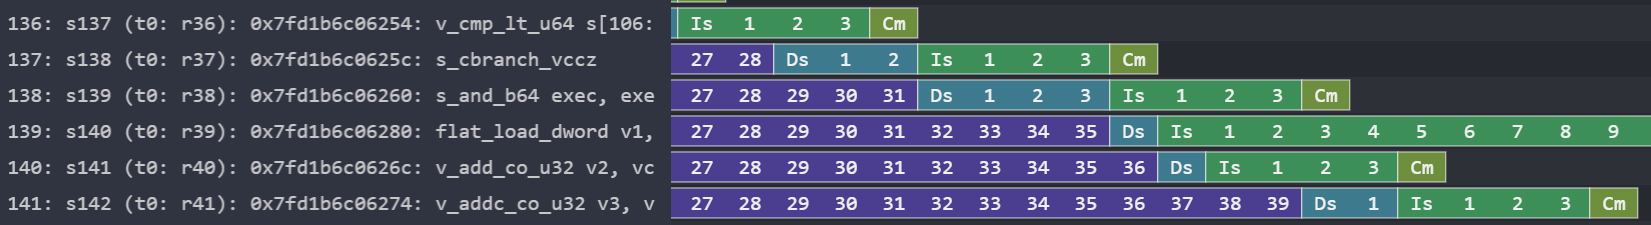 136: s137 (t0: r36): 0x7fd1b6c06254: v_cmp_lt_u64 s[106: Is 1 2 3 Cm
137: s138 (t0: r37): 0x7fd1b6c0625c: s_cbranch_vccz 27 28 Ds 1 2 Is 1 2 3 Cm
138: s139 (t0: r38): 0x7fd1b6c06260: s_and_b64 exec, exe 27 28 29 30 31 Ds 1 2 3 Is 1 2 3 Cm
139: s140 (t0: r39): 0x7fd1b6c06280: flat_load_dword v1, 27 28 29 30 31 32 33 34 35 Ds Is 1 2 3 4 5 6 7 8 9
140: s141 (t0: r40): 0x7fd1b6c0626c: v_add_co_u32 v2, vc 27 28 29 30 31 32 33 34 35 36 Ds Is 1 2 3 Cm
141: s142 (t0: r41): 0x7fd1b6c06274: v_addc_co_u32 v3, v 27 28 29 30 31 32 33 34 35 36 37 38 39 Ds 1 Is 1 2 3 Cm